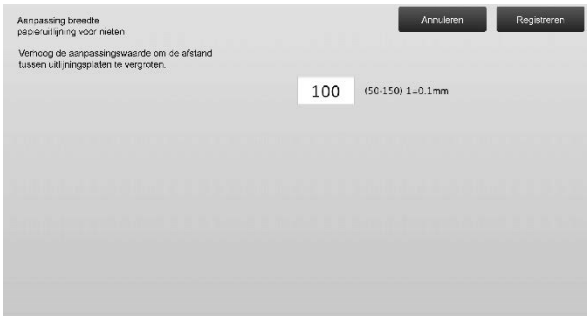 Aanpassing breedte
papieruitlijning voor nieten
Annuleren
Registreren
Verhoog de aanpassingswaarde om de afstand
tussen uitlijningsplaten te vergroten.
100
(50-150) 1=0.1mm